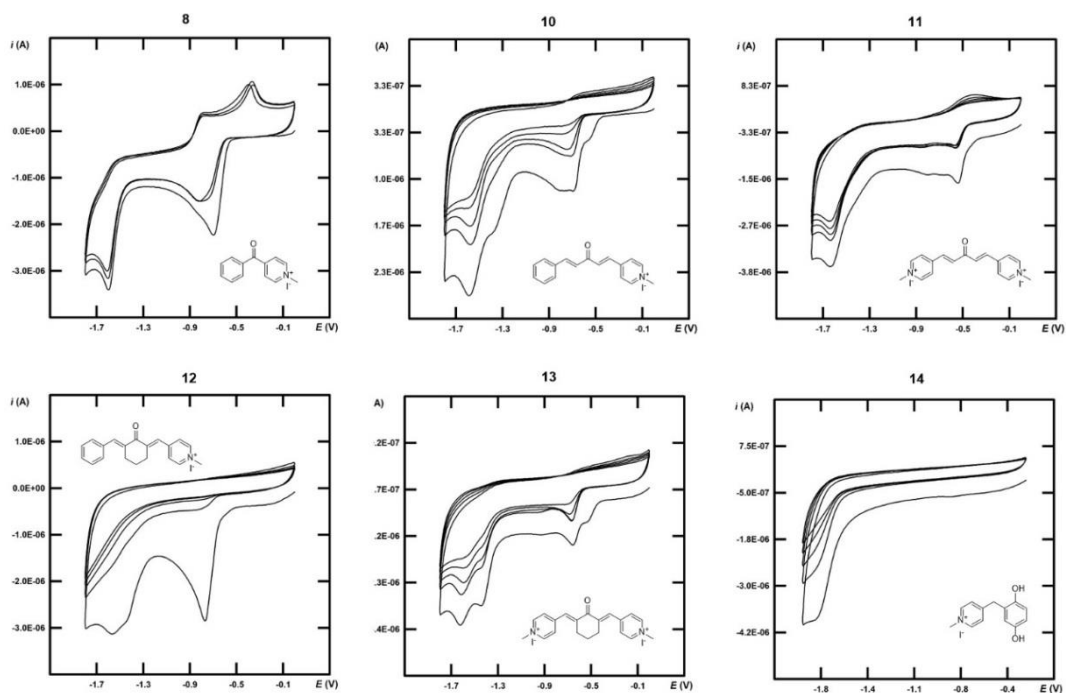 8
i (A)
1.0E-06
0.0E+00
-1.0E-06
-2.0E-06
-3.0E-06
O
N+
I-
-1.7 -1.3 -0.9 -0.5 -0.1 E (V)
10
(A)
3.3E-07
3.3E-07
1.0E-06
1.7E-06
2.3E-06
O
N+
I-
-1.7 -1.3 -0.9 -0.5 -0.1 E (V)
11
i (A)
8.3E-07
-3.3E-07
-1.5E-06
-2.7E-06
-3.8E-06
O
N+ N+
I- I-
-1.7 -1.3 -0.9 -0.5 -0.1 E (V)
12
i (A)
O
N+
I-
1.0E-06
0.0E+00
-1.0E-06
-2.0E-06
-3.0E-06
-1.7 -1.3 -0.9 -0.5 -0.1 E (V)
13
A)
.2E-07
.7E-07
.2E-06
.3E-06
.4E-06
O
N+ N+
I- I-
-1.7 -1.3 -0.9 -0.5 -0.1 E (V)
14
i (A)
7.5E-07
-5.0E-07
-1.8E-06
-3.0E-06
-4.2E-06
OH
N+
I-
OH
-1.8 -1.4 -1.1 -0.8 -0.4 E (V)